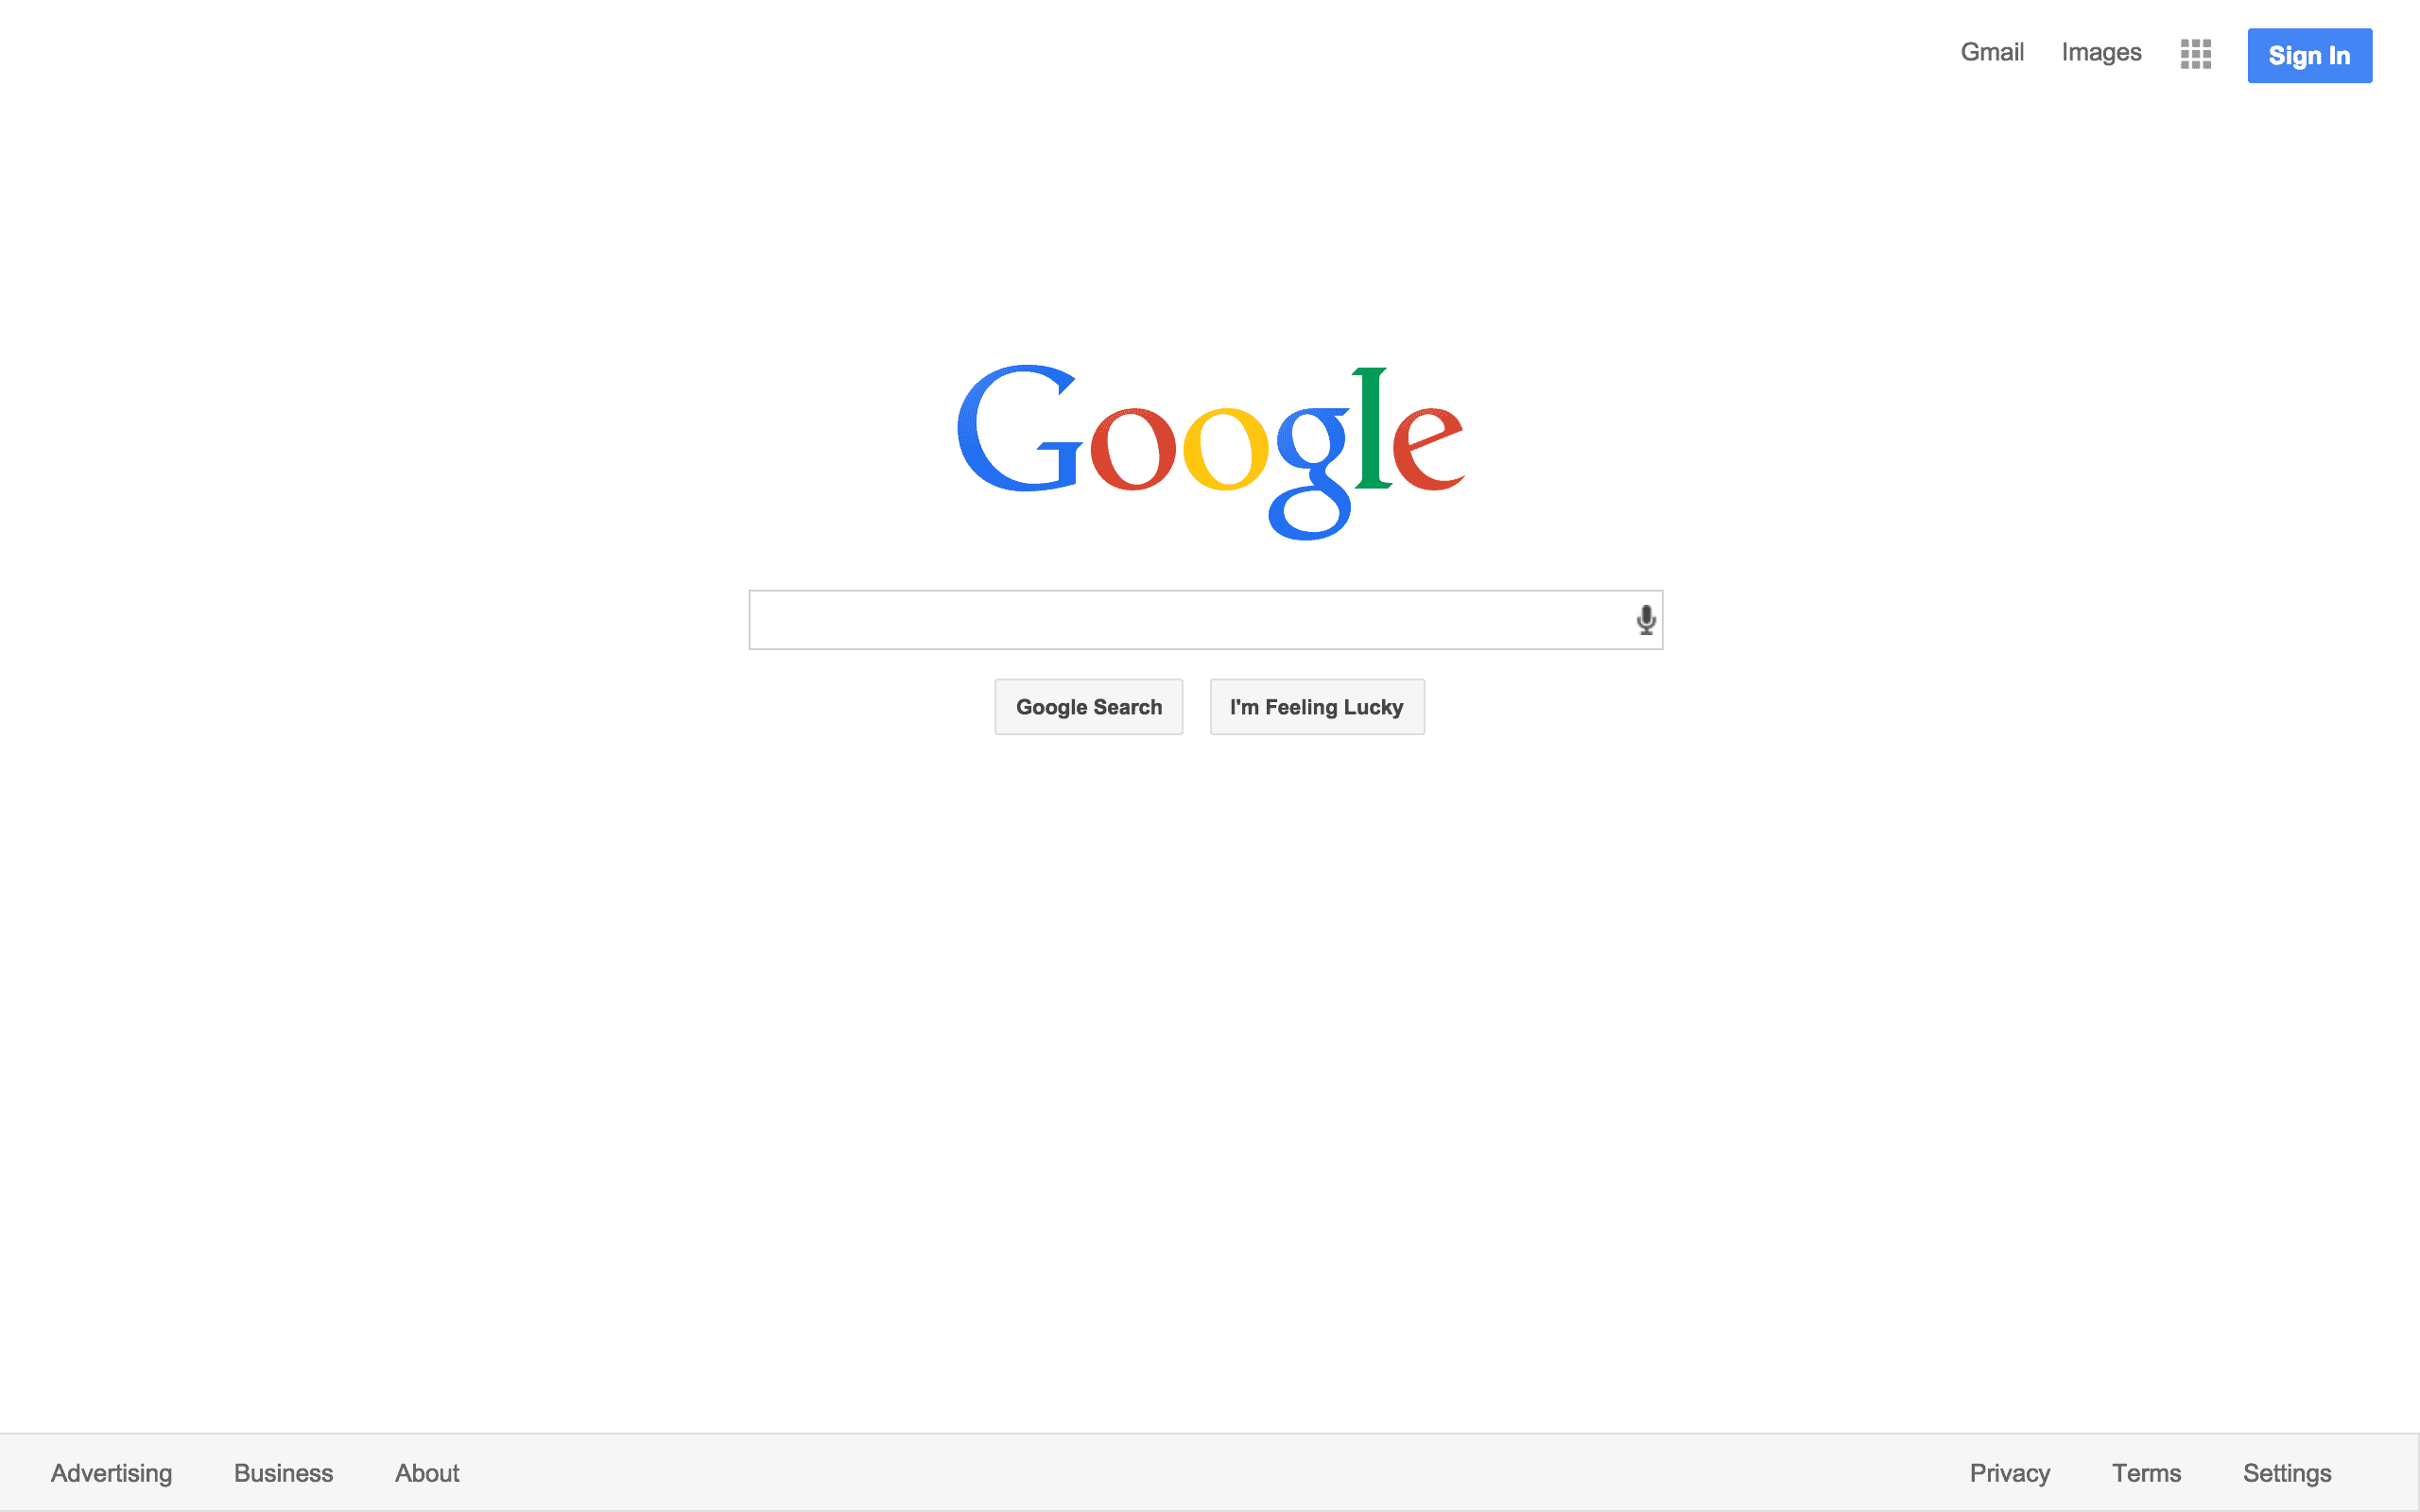 Gmail Images Sign In
Google
Google Search I'm Feeling Lucky
Advertising Business About Privacy Terms Settings